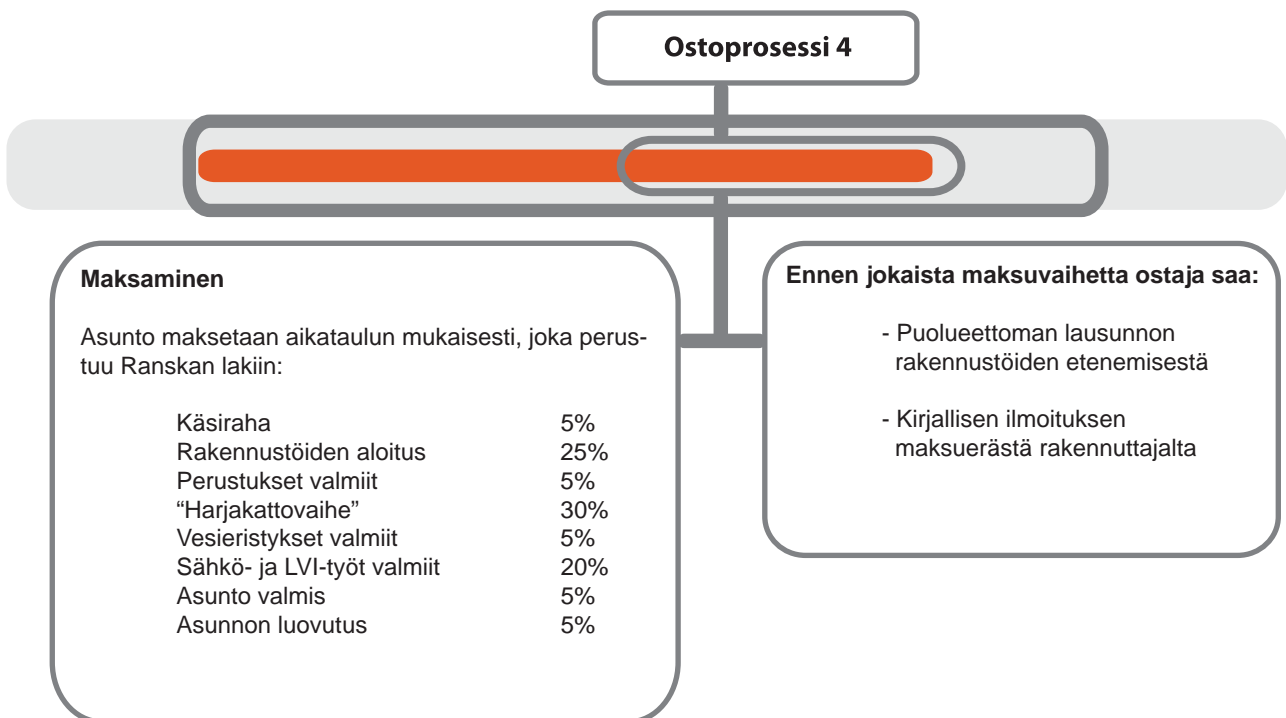 Ostoprosessi 4
Maksaminen
Asunto maksetaan aikataulun mukaisesti, joka perus-
tuu Ranskan lakiin:
Käsiraha 5%
Rakennustöiden aloitus 25%
Perustukset valmiit 5%
“Harjakattovaihe” 30%
Vesieristykset valmiit 5%
Sähkö- ja LVI-työt valmiit 20%
Asunto valmis 5%
Asunnon luovutus 5%
Ennen jokaista maksuvaihetta ostaja saa:
- Puolueettoman lausunnon
rakennustöiden etenemisestä
- Kirjallisen ilmoituksen
maksuerästä rakennuttajalta